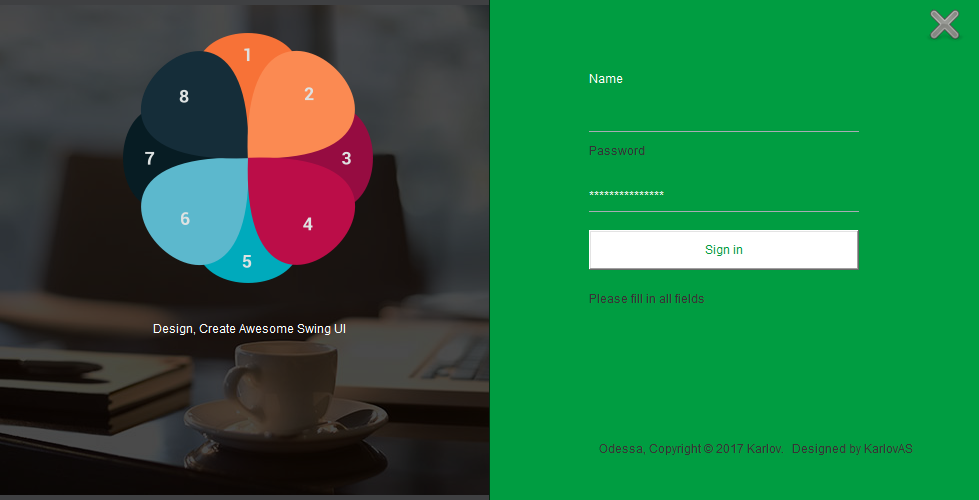 1
2
3
4
5
6
7
8
Design, Create Awesome Swing UI
Name
Password
***************
Sign in
Please fill in all fields
Odessa, Copyright © 2017 Karlov. Designed by KarlovAS